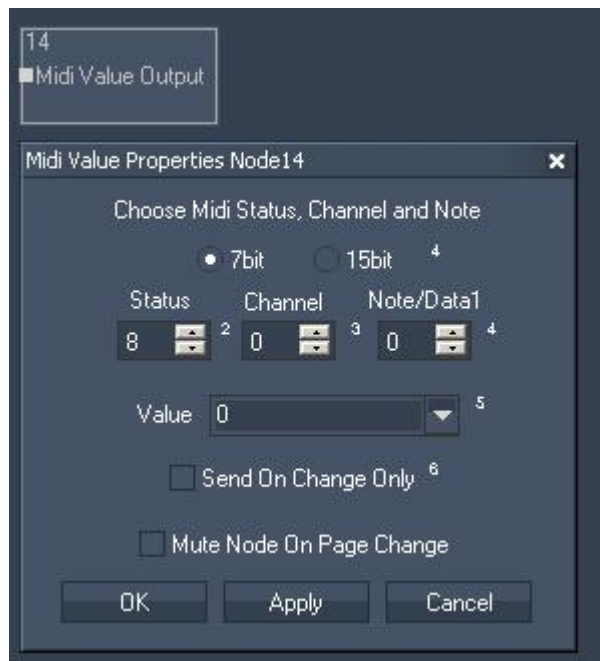 14
Midi Value Output
Midi Value Properties Node14
Choose Midi Status, Channel and Note
7bit 15bit 4
Status Channel Note/Data1
8 2 0 3 0 4
Value 0 5
Send On Change Only 6
Mute Node On Page Change
OK Apply Cancel